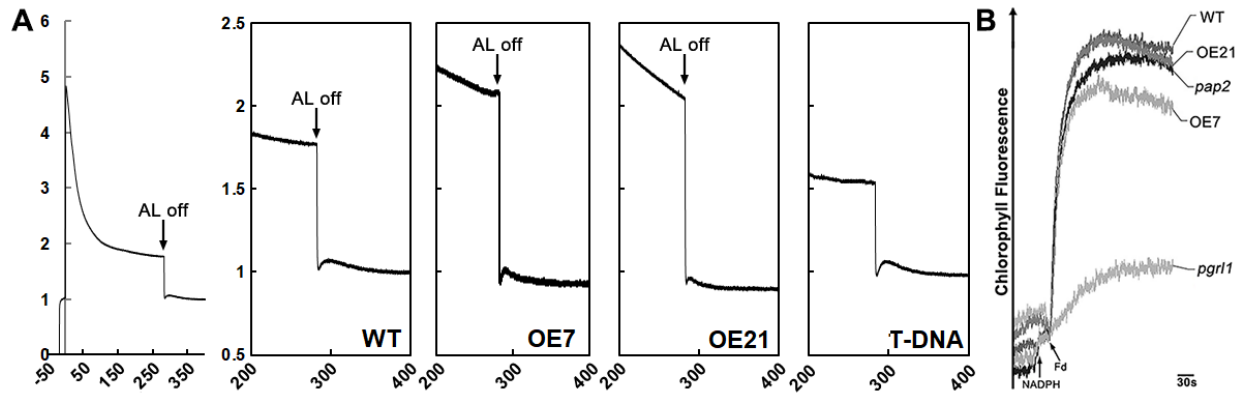 A
6
5
4
3
2
1
0
-50
50
150
250
350
AL off
2.5
2
1.5
1
0.5
AL off
WT
200
300
400
AL off
OE7
200
300
400
AL off
OE21
200
300
400
T-DNA
200
300
400
B
Chlorophyll Fluorescence
WT
OE21
pap2
OE7
pgrl1
Fd
NADPH
30s